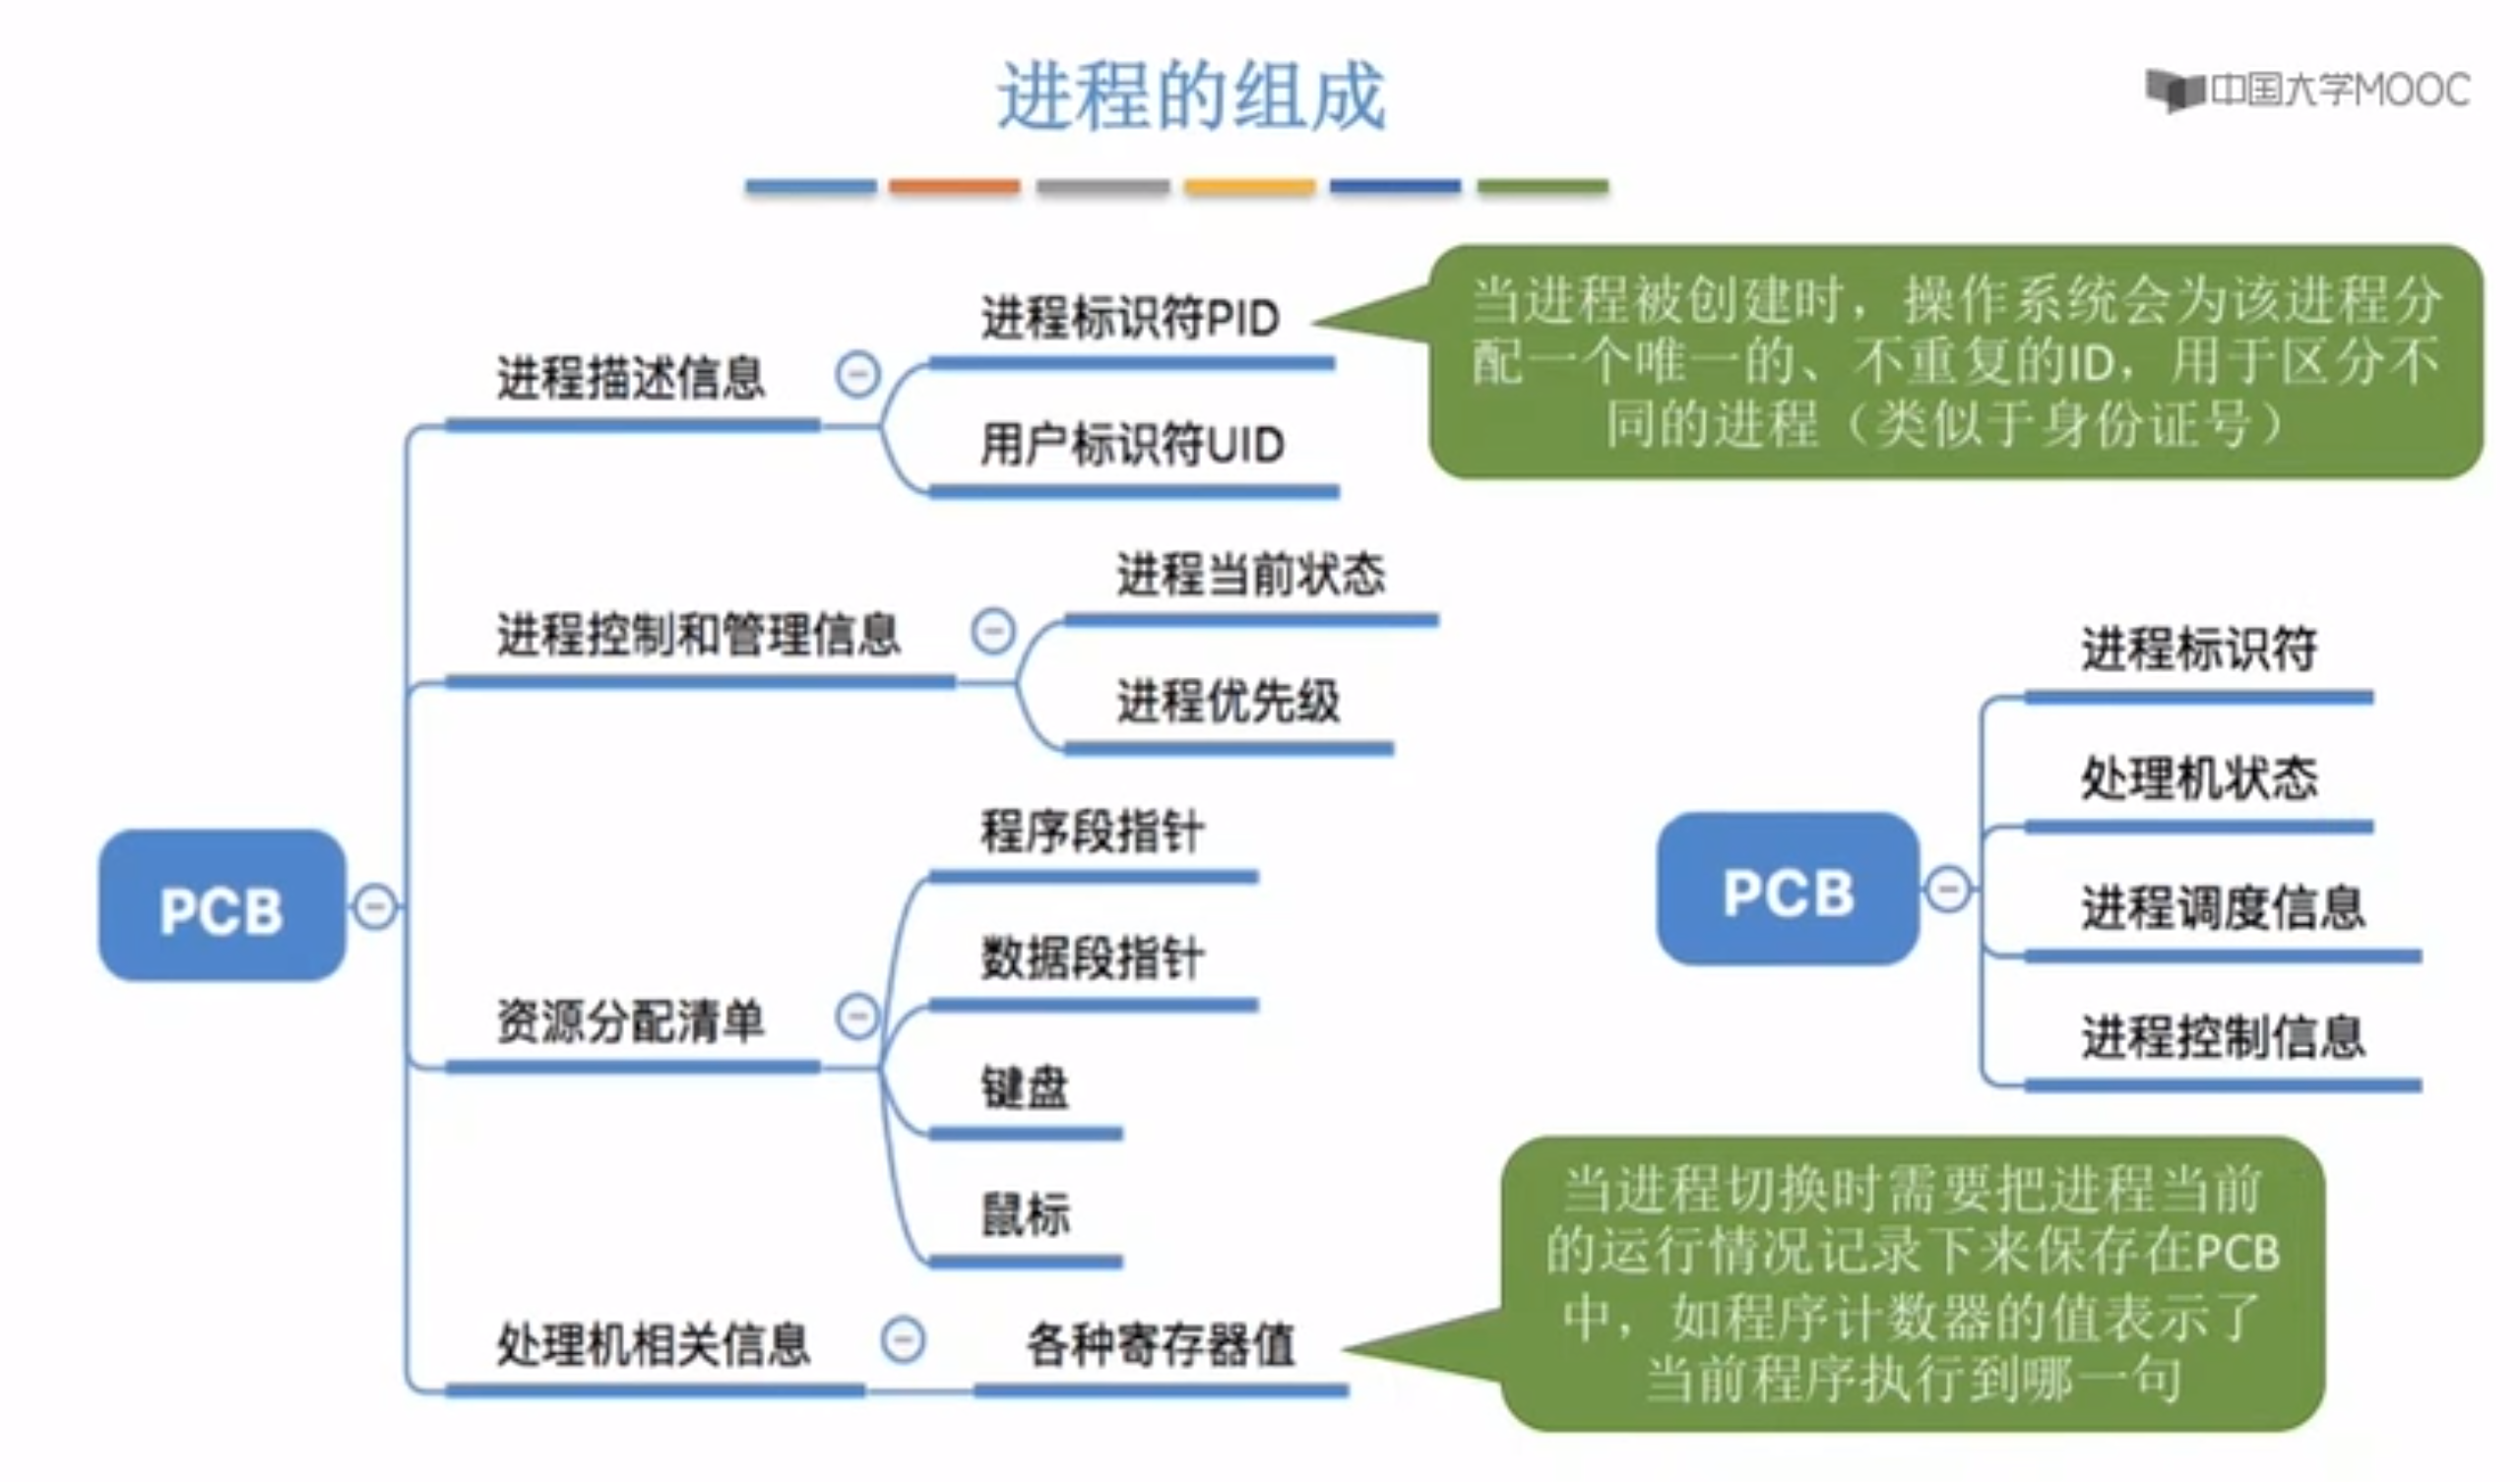 进程的组成
中国大学MOOC
进程标识符PID
当进程被创建时，操作系统会为该进程分
配一个唯一的、不重复的ID，用于区分不
同的进程（类似于身份证号）
进程描述信息
用户标识符UID
进程当前状态
进程控制和管理信息
进程优先级
程序段指针
数据段指针
PCB
资源分配清单
键盘
鼠标
处理机相关信息
各种寄存器值
进程标识符
处理机状态
PCB
进程调度信息
进程控制信息
当进程切换时需要把进程当前
的运行情况记录下来保存在PCB
中，如程序计数器的值表示了
当前程序执行到哪一句